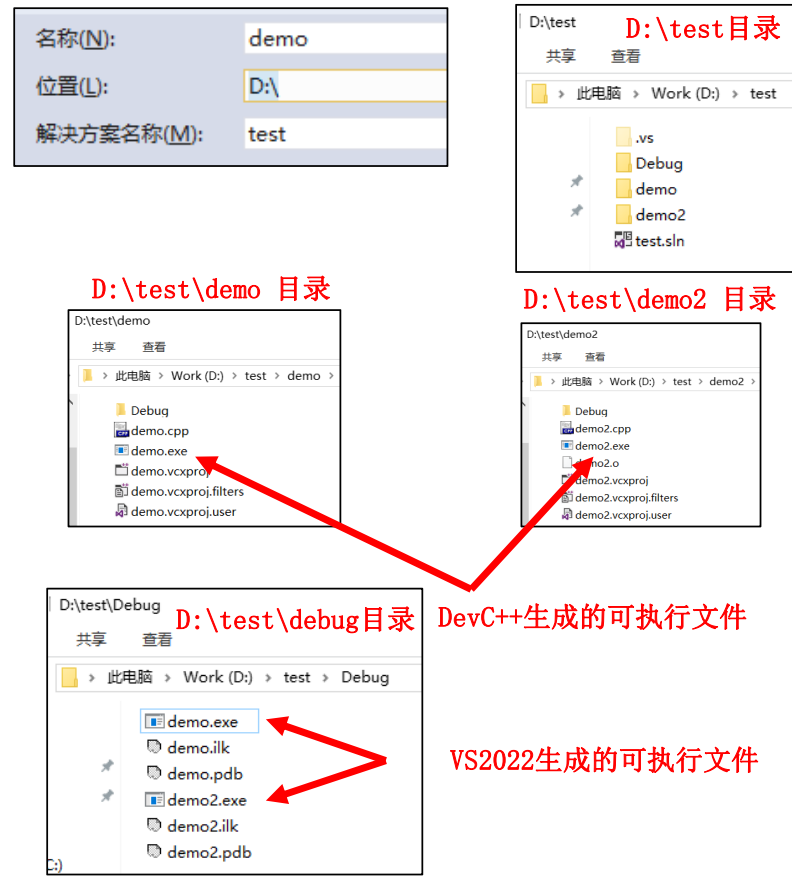 名称(N):
demo
位置(L):
D:\
解决方案名称(M):
test
D:\test
D:\test目录
共享 查看
此电脑 > Work (D:) > test
.vs
Debug
demo
demo2
test.sln
D:\test\demo 目录
D:\test\demo
共享 查看
此电脑 > Work (D:) > test > demo >
Debug
demo.cpp
demo.exe
demo.vcxproj
demo.vcxproj.filters
demo.vcxproj.user
D:\test\demo2 目录
D:\test\demo2
共享 查看
此电脑 > Work (D:) > test > demo2 >
Debug
demo2.cpp
demo2.exe
demo2.o
demo2.vcxproj
demo2.vcxproj.filters
demo2.vcxproj.user
DevC++生成的可执行文件
D:\test\Debug
D:\test\debug目录
共享 查看
此电脑 > Work (D:) > test > Debug
demo.exe
demo.ilk
demo.pdb
demo2.exe
demo2.ilk
demo2.pdb
C:)
VS2022生成的可执行文件